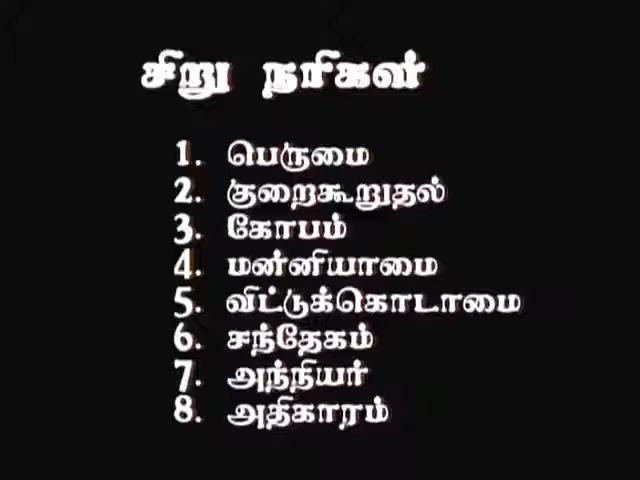 சிறு நரிகள்
1. பெருமை
2. குறைகூறுதல்
3. கோபம்
4. மன்னியாமை
5. விட்டுக்கொடாமை
6. சந்தேகம்
7. அந்நியர்
8. அதிகாரம்